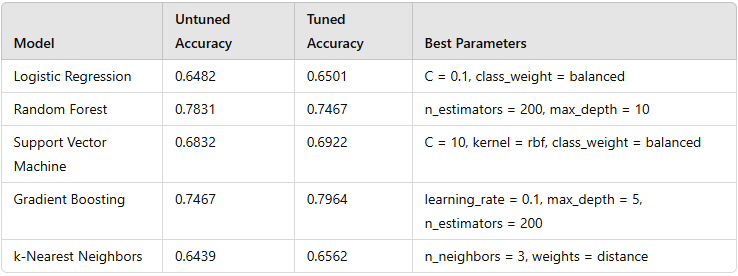 Model Untuned Accuracy Tuned Accuracy Best Parameters
Logistic Regression 0.6482 0.6501 C = 0.1, class_weight = balanced
Random Forest 0.7831 0.7467 n_estimators = 200, max_depth = 10
Support Vector Machine 0.6832 0.6922 C = 10, kernel = rbf, class_weight = balanced
Gradient Boosting 0.7467 0.7964 learning_rate = 0.1, max_depth = 5, n_estimators = 200
k-Nearest Neighbors 0.6439 0.6562 n_neighbors = 3, weights = distance